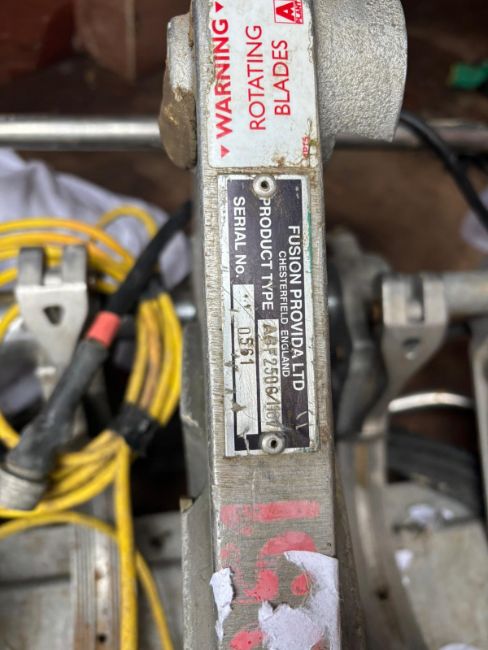 WARNING
ROTATING
BLADES
FUSION PROVIDA LTD
CHESTERFIELD ENGLAND
PRODUCT TYPE
SERIAL No. 0561